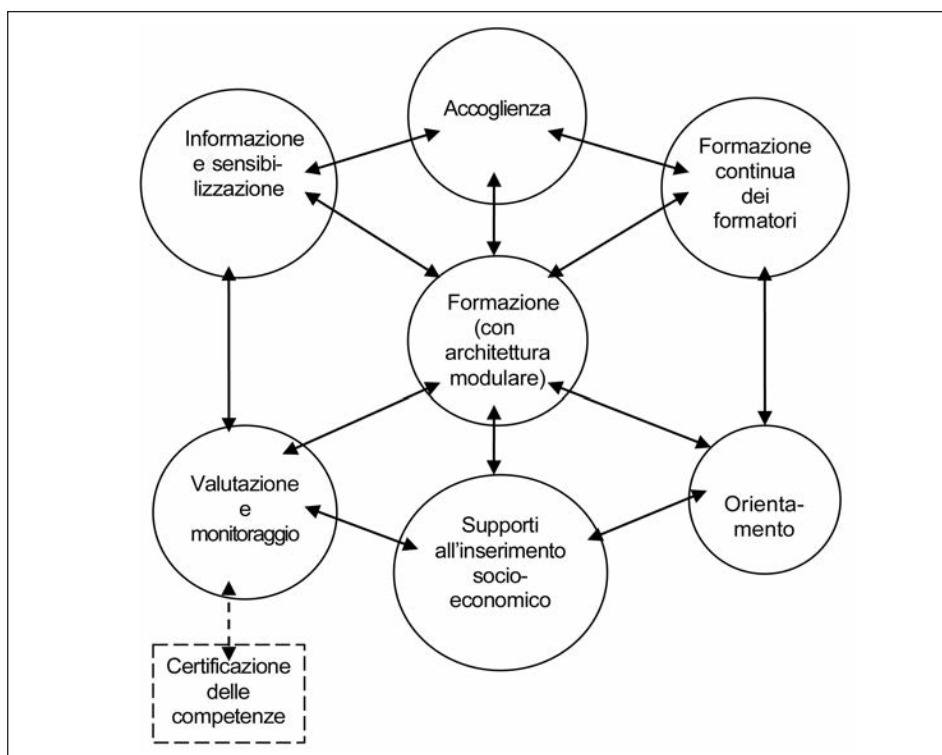 Accoglienza
Informazione
e sensibi-
lizzazione
Formazione
continua
dei
formatori
Formazione
(con
architettura
modulare)
Valutazione
e
monitoraggio
Supporti
all'inserimento
socio-
economico
Orienta-
mento
Certificazione
delle
competenze